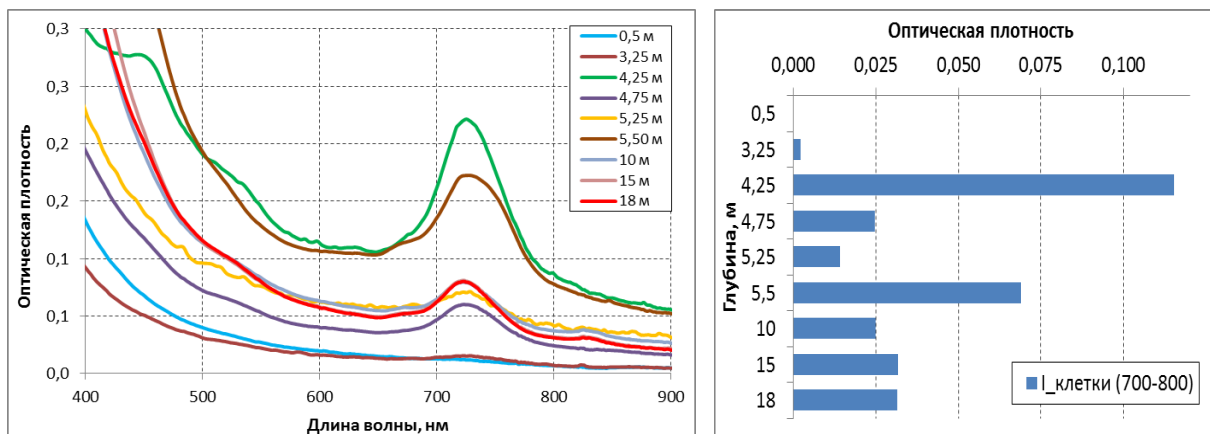 0,3
0,3
0,2
0,2
0,1
0,1
0,0
Оптическая плотность
400 500 600 700 800 900
Длина волны, нм
0,5 м
3,25 м
4,25 м
4,75 м
5,25 м
5,50 м
10 м
15 м
18 м
Оптическая плотность
0,000 0,025 0,050 0,075 0,100
Глубина, м
0,5
3,25
4,25
4,75
5,25
5,5
10
15
18
I_клетки (700-800)